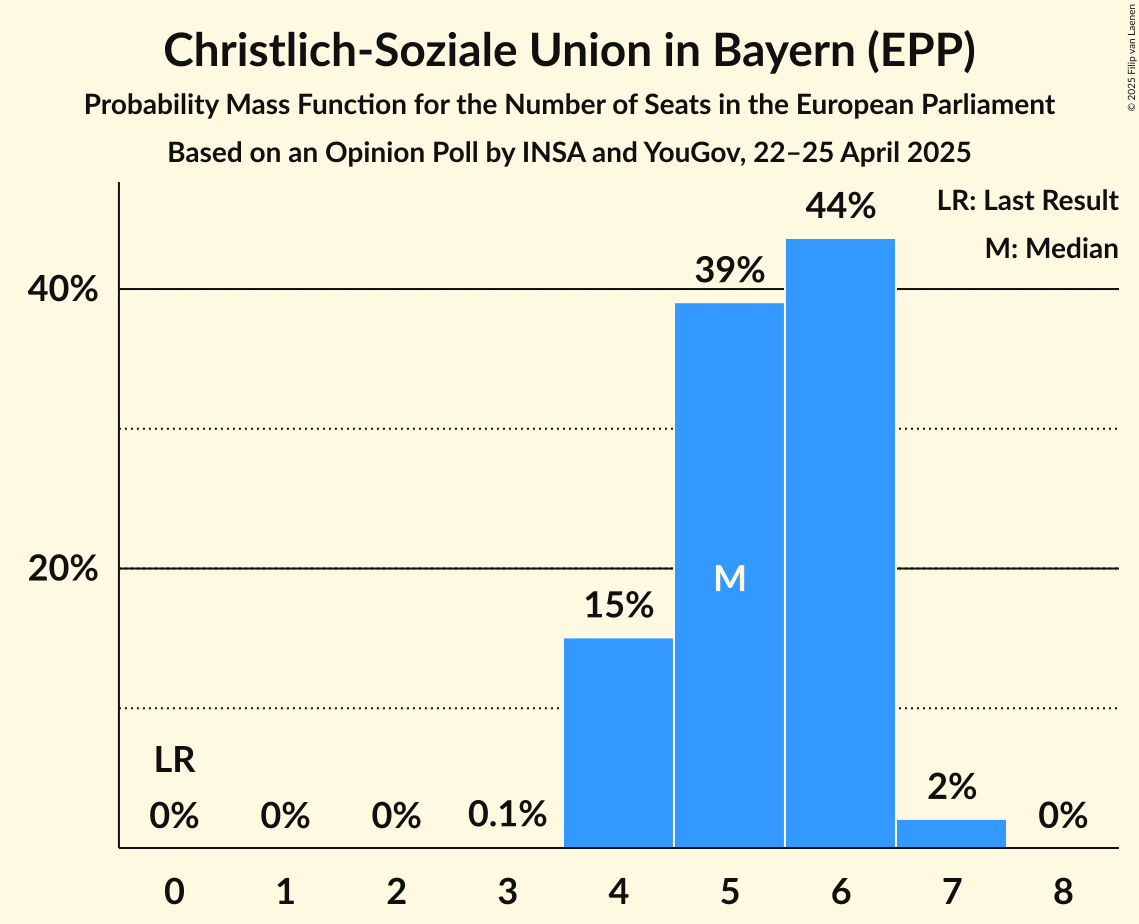 Christlich-Soziale Union in Bayern (EPP)
Probability Mass Function for the Number of Seats in the European Parliament
Based on an Opinion Poll by INSA and YouGov, 22–25 April 2025
© 2025 Filip van Laenen
LR: Last Result
M: Median
44%
39%
40%
20%
M
15%
LR
2%
0% 0% 0% 0.1% 0%
0 1 2 3 4 5 6 7 8